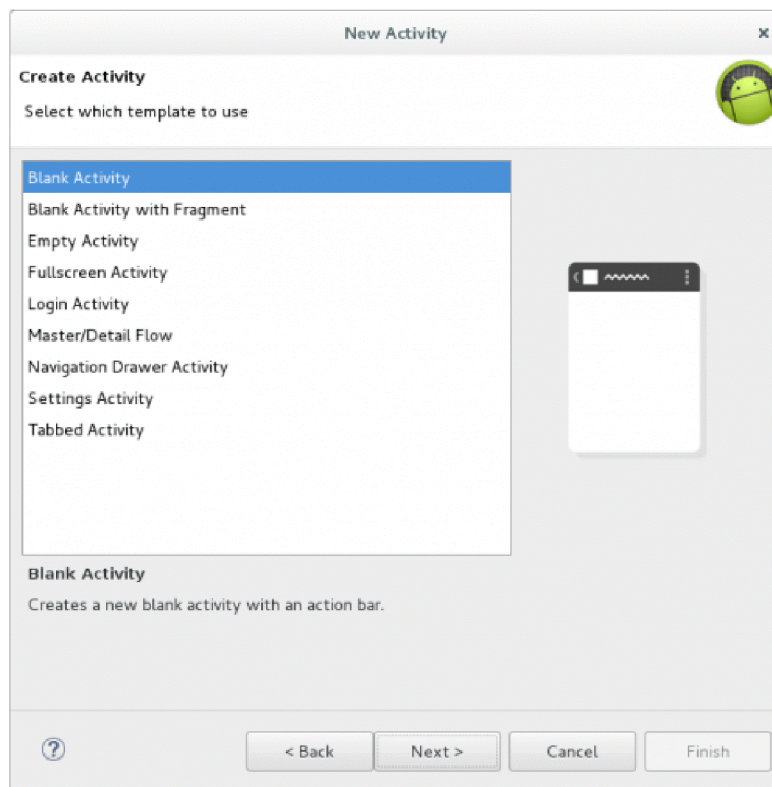 New Activity
Create Activity
Select which template to use
Blank Activity
Blank Activity with Fragment
Empty Activity
Fullscreen Activity
Login Activity
Master/Detail Flow
Navigation Drawer Activity
Settings Activity
Tabbed Activity
Blank Activity
Creates a new blank activity with an action bar.
< Back
Next >
Cancel
Finish